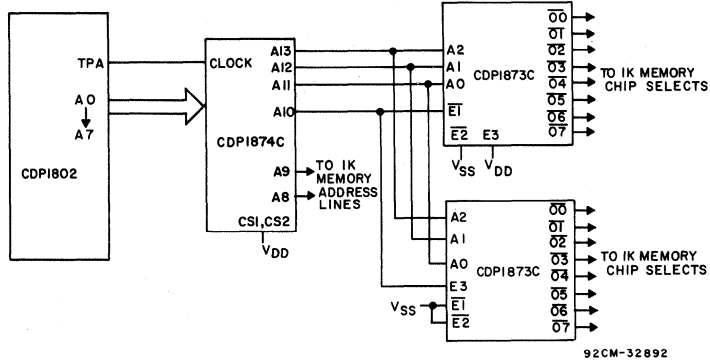 CDP1802
TPA
A0
A7
CLOCK
CDP1874C
A13
A12
A11
A10
A9
A8
CS1, CS2
VDD
TO 1K
MEMORY
ADDRESS
LINES
A2
A1
A0
E1
E2 E3
VSS VDD
CDP1873C
00
01
02
03
04
05
06
07
TO 1K MEMORY
CHIP SELECTS
A2
A1
A0
E3
E1
E2
VSS
CDP1873C
00
01
02
03
04
05
06
07
TO 1K MEMORY
CHIP SELECTS
92CM-32892